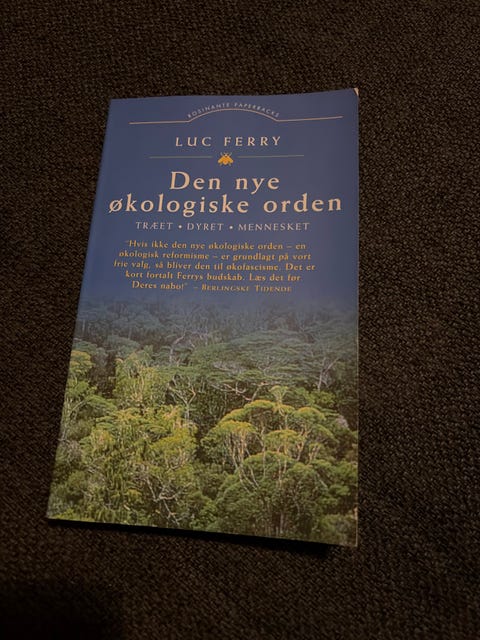 ROSINANTE PAPERBACKS
LUC FERRY
Den nye
økologiske orden
TRÆET • DYRET • MENNESKET
"Hvis ikke den nye økologiske orden – en
økologisk reformisme – er grundlagt på vort
frie valg, så bliver den til økofascisme. Det er
kort fortalt Ferrys budskab. Læs det før
Deres nabo!" – BERLINGSKE TIDENDE